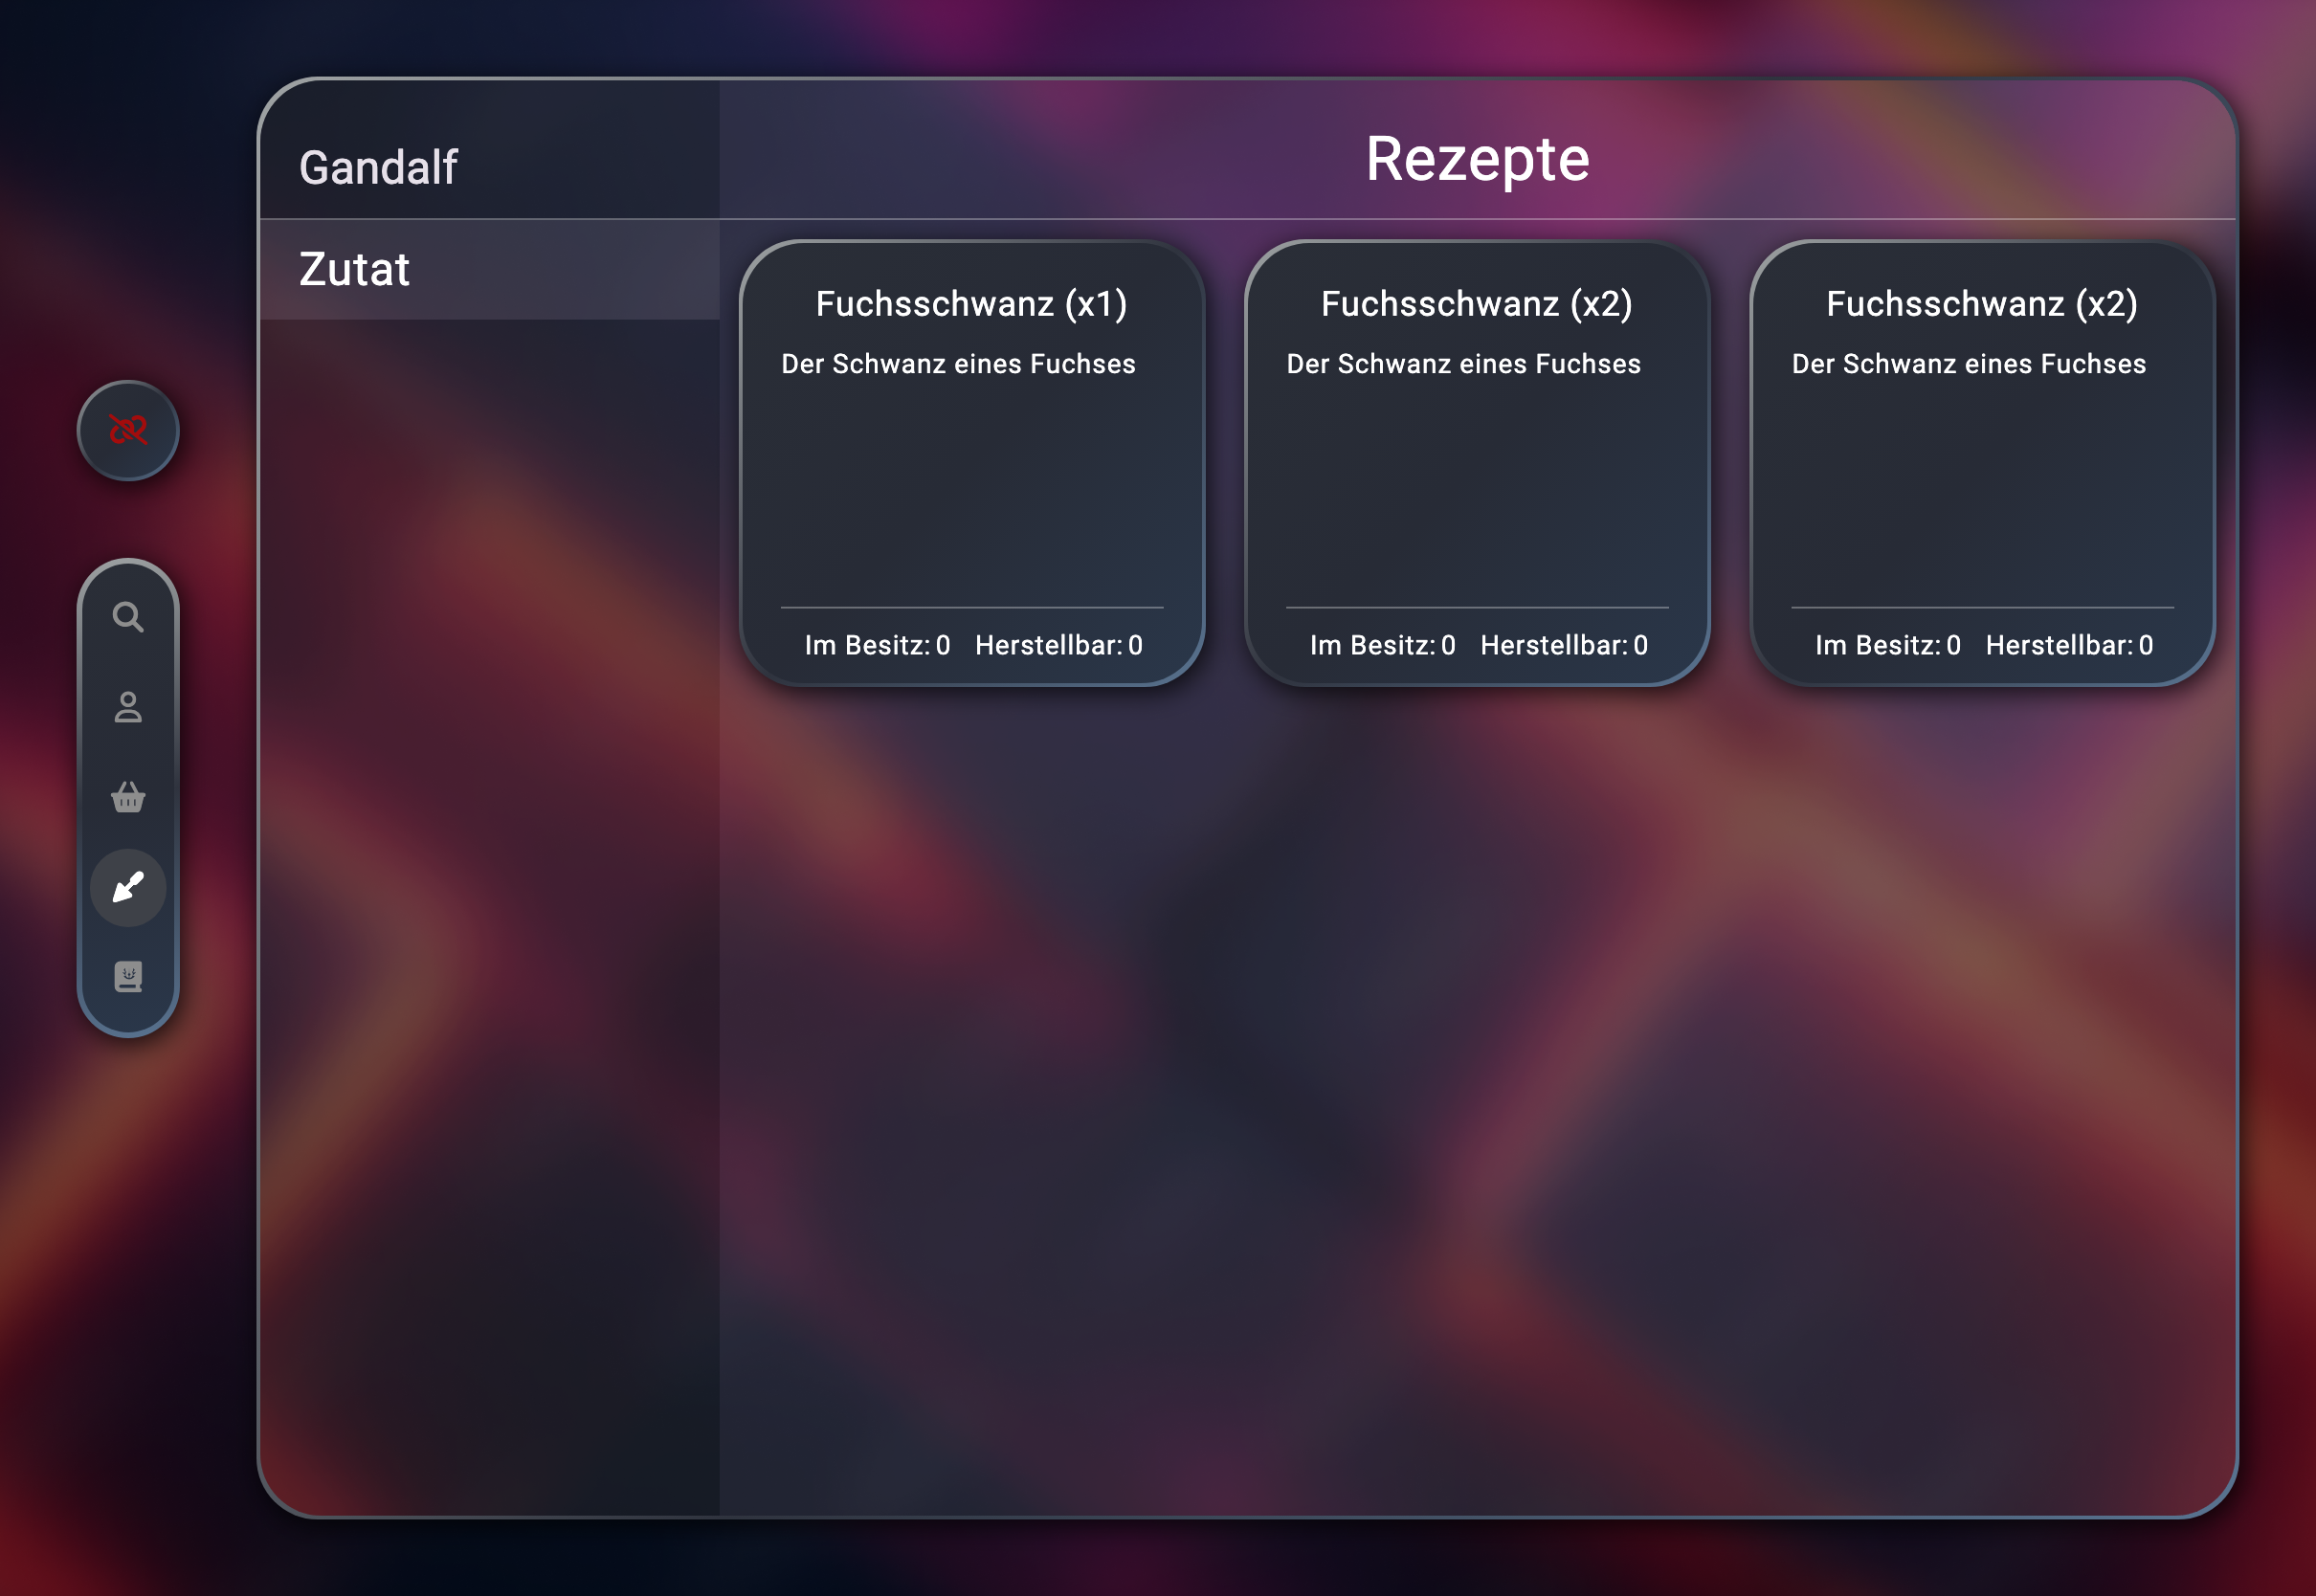 Gandalf
Zutat
Rezepte
Fuchsschwanz (x1)
Der Schwanz eines Fuchses
Im Besitz: 0 Herstellbar: 0
Fuchsschwanz (x2)
Der Schwanz eines Fuchses
Im Besitz: 0 Herstellbar: 0
Fuchsschwanz (x2)
Der Schwanz eines Fuchses
Im Besitz: 0 Herstellbar: 0